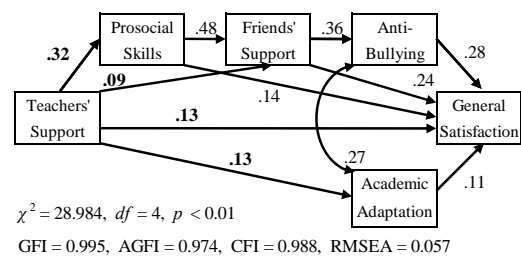 Prosocial
Skills
.48
Friends'
Support
.36
Anti-
Bullying
.32
.09
.28
.24
.14
Teachers'
Support
.13
General
Satisfaction
.13
.27
Academic
Adaptation
.11
χ² = 28.984, df = 4, p < 0.01
GFI = 0.995, AGFI = 0.974, CFI = 0.988, RMSEA = 0.057